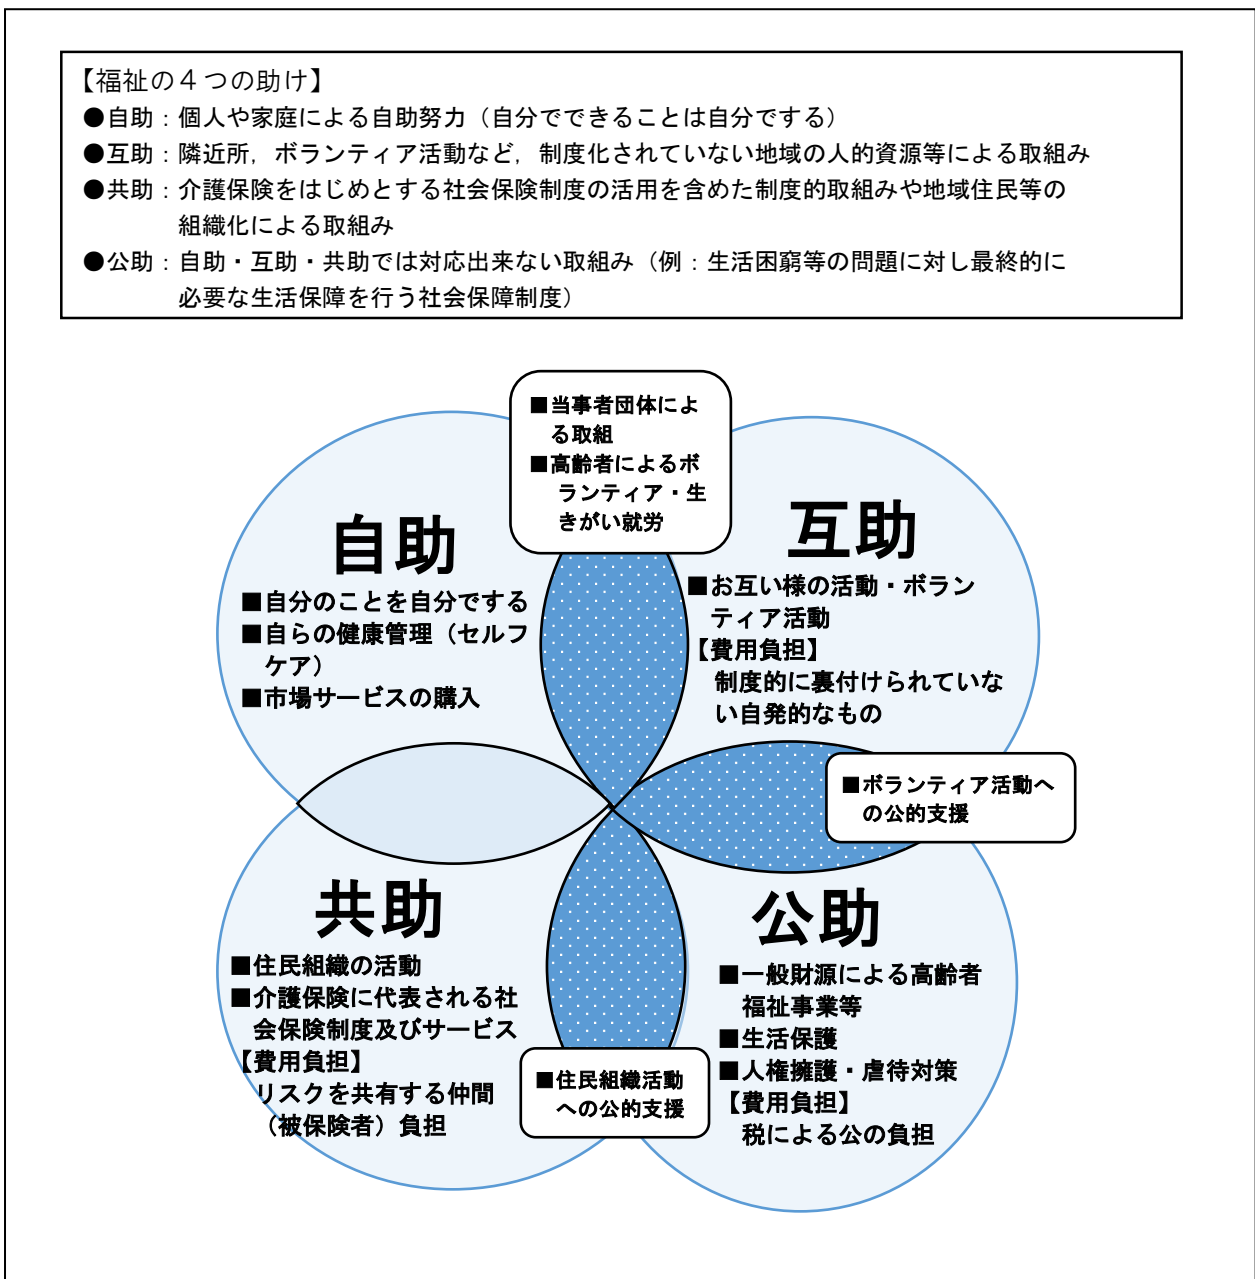 【福祉の４つの助け】
●自助：個人や家庭による自助努力（自分でできることは自分でする）
●互助：隣近所，ボランティア活動など，制度化されていない地域の人的資源等による取組み
●共助：介護保険をはじめとする社会保険制度の活用を含めた制度的取組みや地域住民等の
組織化による取組み
●公助：自助・互助・共助では対応出来ない取組み（例：生活困窮等の問題に対し最終的に
必要な生活保障を行う社会保障制度）
■当事者団体によ
る取組
■高齢者によるボ
ランティア・生
きがい就労
自助
■自分のことを自分でする
■自らの健康管理（セルフ
ケア）
■市場サービスの購入
互助
■お互い様の活動・ボラン
ティア活動
【費用負担】
制度的に裏付けられていな
い自発的なもの
■ボランティア活動へ
の公的支援
共助
■住民組織の活動
■介護保険に代表される社
会保険制度及びサービス
【費用負担】
リスクを共有する仲間
（被保険者）負担
■住民組織活動
への公的支援
公助
■一般財源による高齢者
福祉事業等
■生活保護
■人権擁護・虐待対策
【費用負担】
税による公の負担